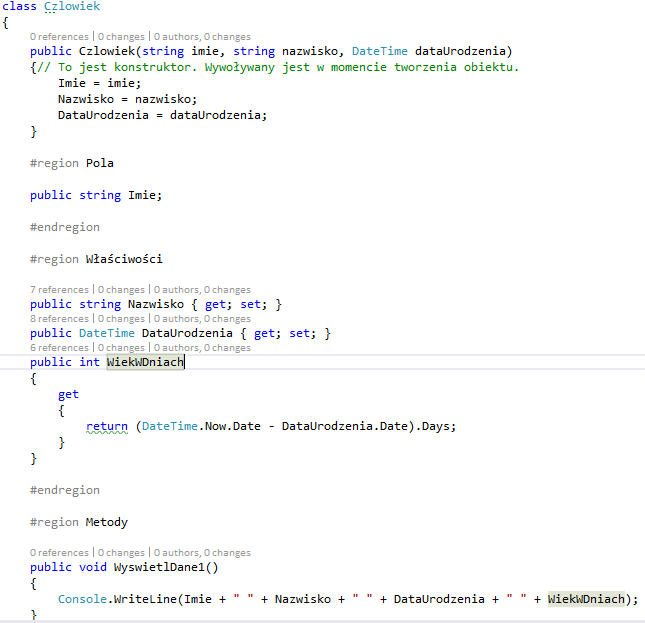 class Czlowiek
{
0 references | 0 changes | 0 authors, 0 changes
public Czlowiek(string imie, string nazwisko, DateTime dataUrodzenia)
{// To jest konstruktor. Wywoływany jest w momencie tworzenia obiektu.
Imie = imie;
Nazwisko = nazwisko;
DataUrodzenia = dataUrodzenia;
}
#region Pola
public string Imie;
#endregion
#region Właściwości
7 references | 0 changes | 0 authors, 0 changes
public string Nazwisko { get; set; }
8 references | 0 changes | 0 authors, 0 changes
public DateTime DataUrodzenia { get; set; }
6 references | 0 changes | 0 authors, 0 changes
public int WiekWDniach
{
get
{
return (DateTime.Now.Date - DataUrodzenia.Date).Days;
}
}
#endregion
#region Metody
0 references | 0 changes | 0 authors, 0 changes
public void WyswietlDane1()
{
Console.WriteLine(Imie + " " + Nazwisko + " " + DataUrodzenia + " " + WiekWDniach);
}